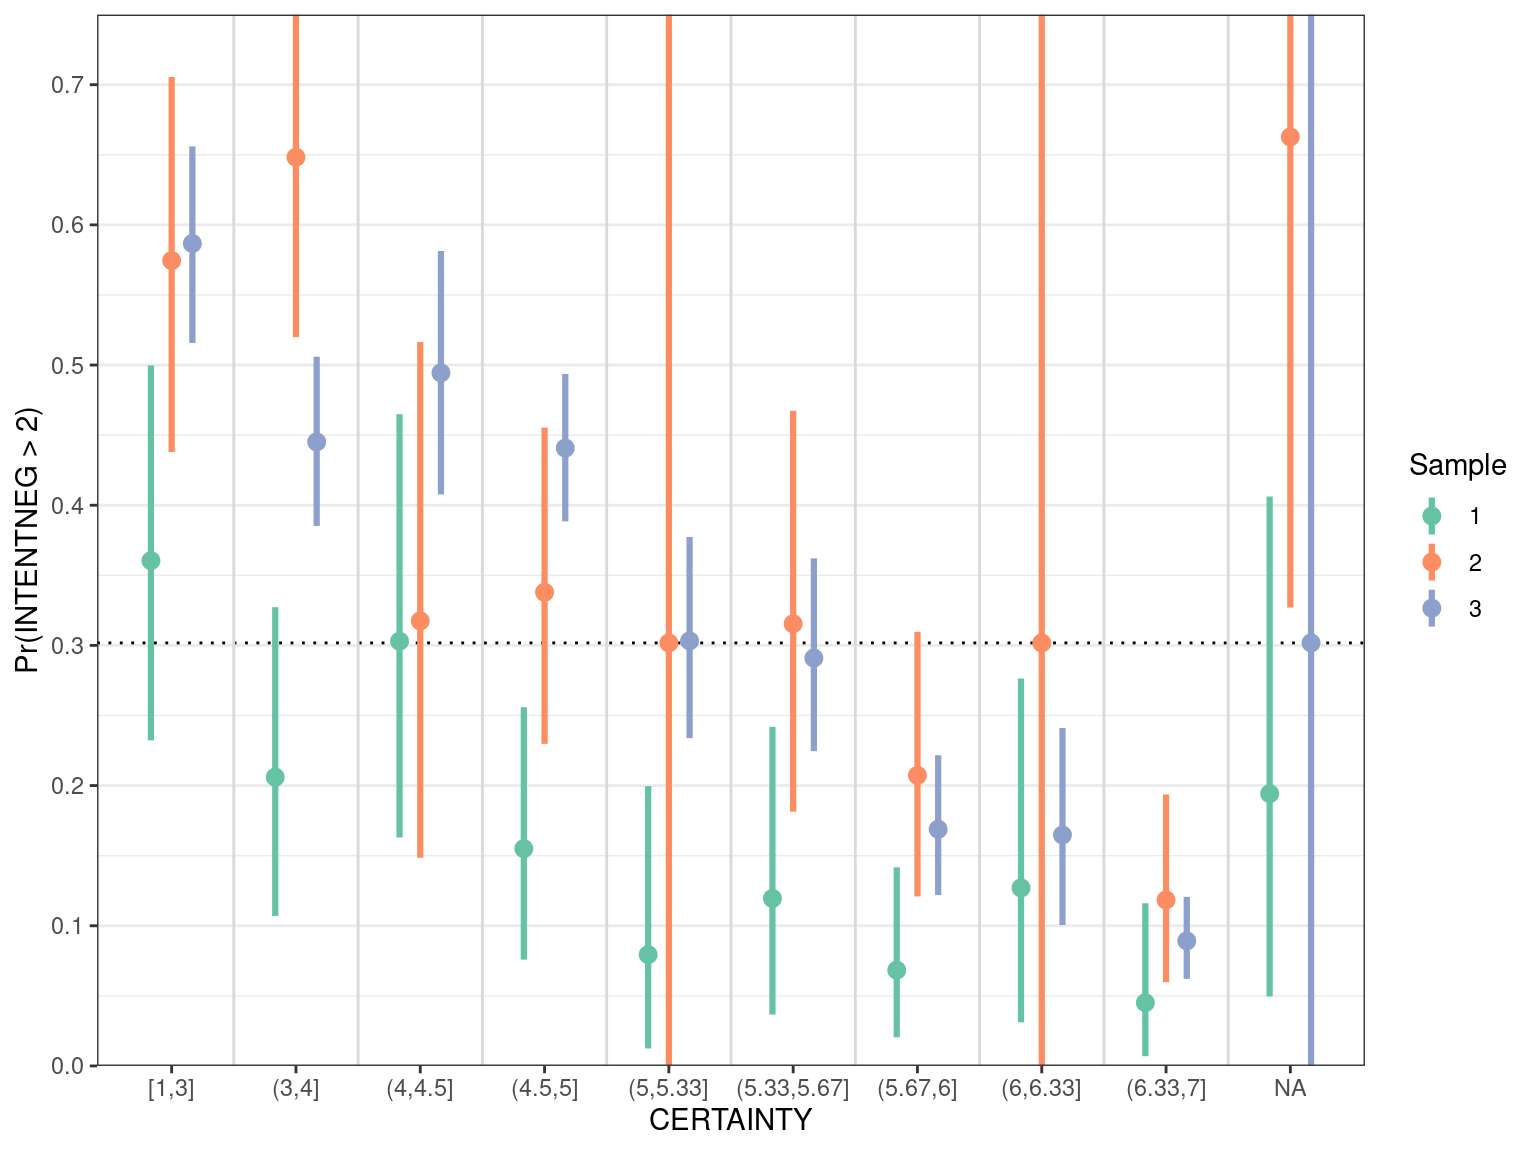 0.7
0.6
0.5
0.4
0.3
0.2
0.1
0.0
Pr(INTENTNEG > 2)
[1,3] (3,4] (4,4.5] (4.5,5] (5,5.33] (5.33,5.67] (5.67,6] (6,6.33] (6.33,7] NA
CERTAINTY
Sample
1
2
3